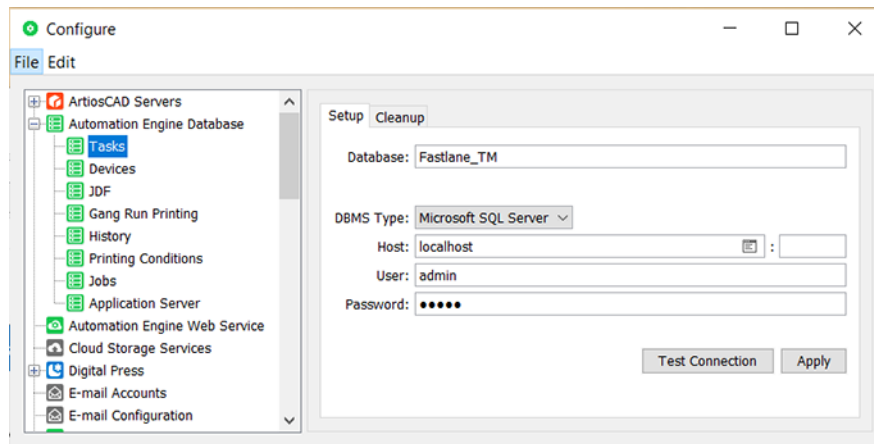 Configure
File Edit
ArtiosCAD Servers
Automation Engine Database
Tasks
Devices
JDF
Gang Run Printing
History
Printing Conditions
Jobs
Application Server
Automation Engine Web Service
Cloud Storage Services
Digital Press
E-mail Accounts
E-mail Configuration
Setup Cleanup
Database: Fastlane_TM
DBMS Type: Microsoft SQL Server
Host: localhost :
User: admin
Password: ●●●●●
Test Connection Apply